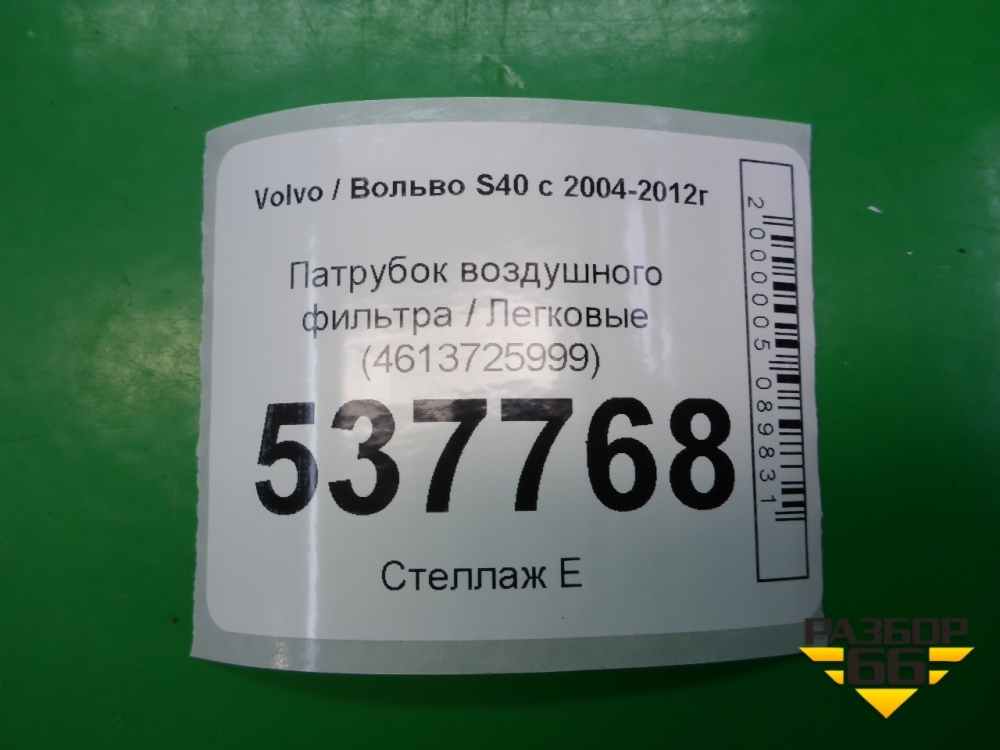 Volvo / Вольво S40 с 2004-2012г
Патрубок воздушного
фильтра / Легковые
(4613725999)
537768
Стеллаж Е
2000005089831
РАЗБОР
66